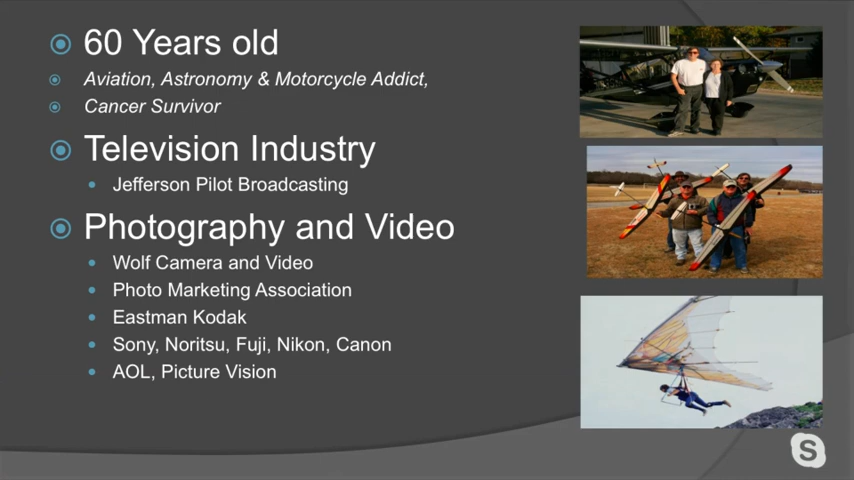 60 Years old
Aviation, Astronomy & Motorcycle Addict,
Cancer Survivor
Television Industry
Jefferson Pilot Broadcasting
Photography and Video
Wolf Camera and Video
Photo Marketing Association
Eastman Kodak
Sony, Noritsu, Fuji, Nikon, Canon
AOL, Picture Vision
S